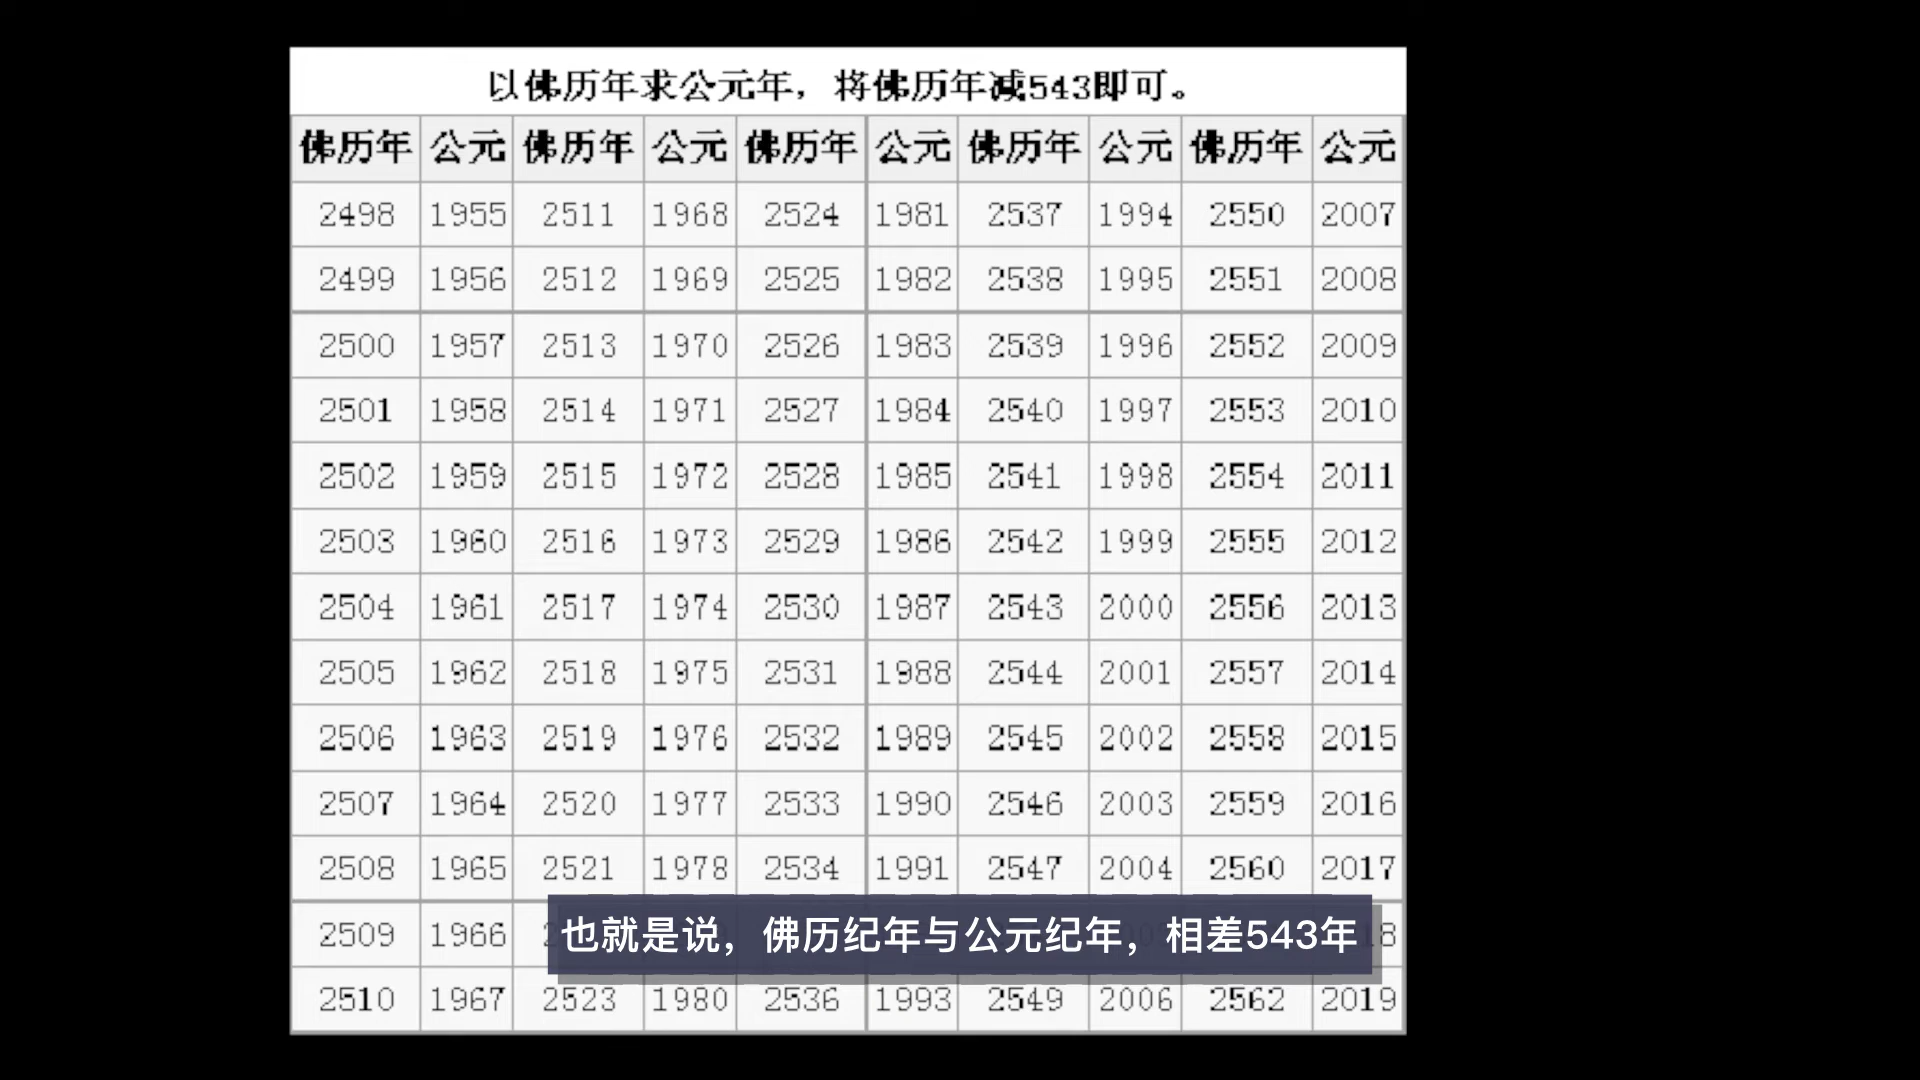 以佛历年求公元年，将佛历年减543即可。
佛历年 公元 佛历年 公元 佛历年 公元 佛历年 公元 佛历年 公元
2498 1955 2511 1968 2524 1981 2537 1994 2550 2007
2499 1956 2512 1969 2525 1982 2538 1995 2551 2008
2500 1957 2513 1970 2526 1983 2539 1996 2552 2009
2501 1958 2514 1971 2527 1984 2540 1997 2553 2010
2502 1959 2515 1972 2528 1985 2541 1998 2554 2011
2503 1960 2516 1973 2529 1986 2542 1999 2555 2012
2504 1961 2517 1974 2530 1987 2543 2000 2556 2013
2505 1962 2518 1975 2531 1988 2544 2001 2557 2014
2506 1963 2519 1976 2532 1989 2545 2002 2558 2015
2507 1964 2520 1977 2533 1990 2546 2003 2559 2016
2508 1965 2521 1978 2534 1991 2547 2004 2560 2017
2509 1966
也就是说，佛历纪年与公元纪年，相差543年
2510 1967 2523 1980 2536 1993 2549 2006 2562 2019